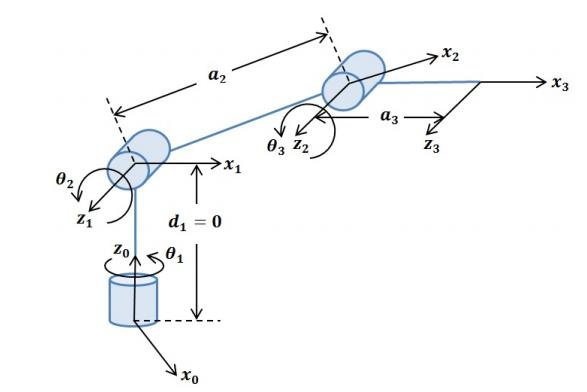 x₂
a₂
x₃
a₃
θ₃ z₂
z₃
x₁
θ₂
z₁
d₁ = 0
z₀ θ₁
x₀